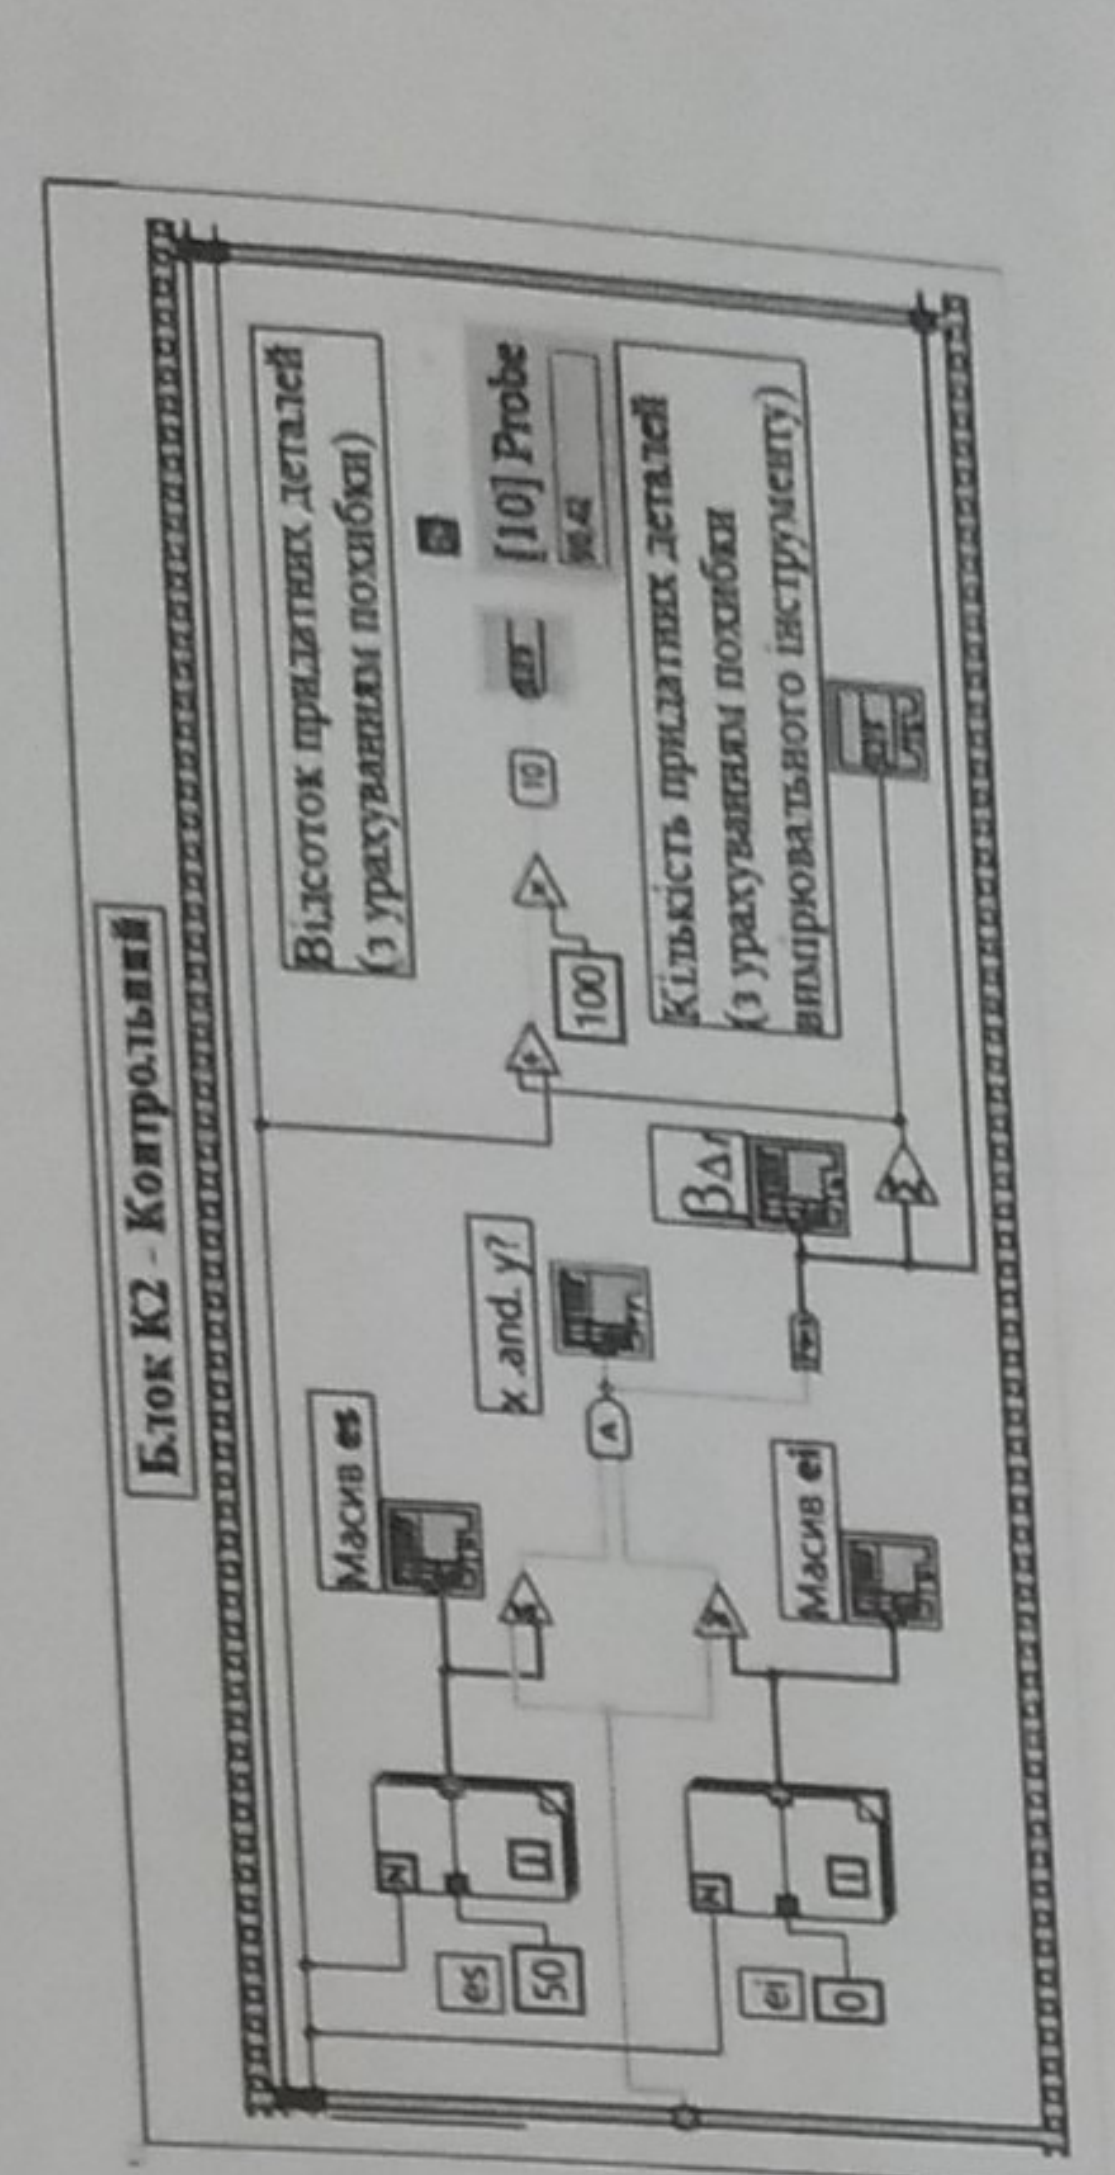 Блок К2 - Контрольний
Масив es
es
50
N
i
x .and. y?
Відсоток придатних деталей
(з урахуванням похибки)
100
10
[10] Probe
A
ei
0
N
i
Масив ei
βΔ
Кількість придатних деталей
(з урахуванням похибки
вимірювального інструменту)